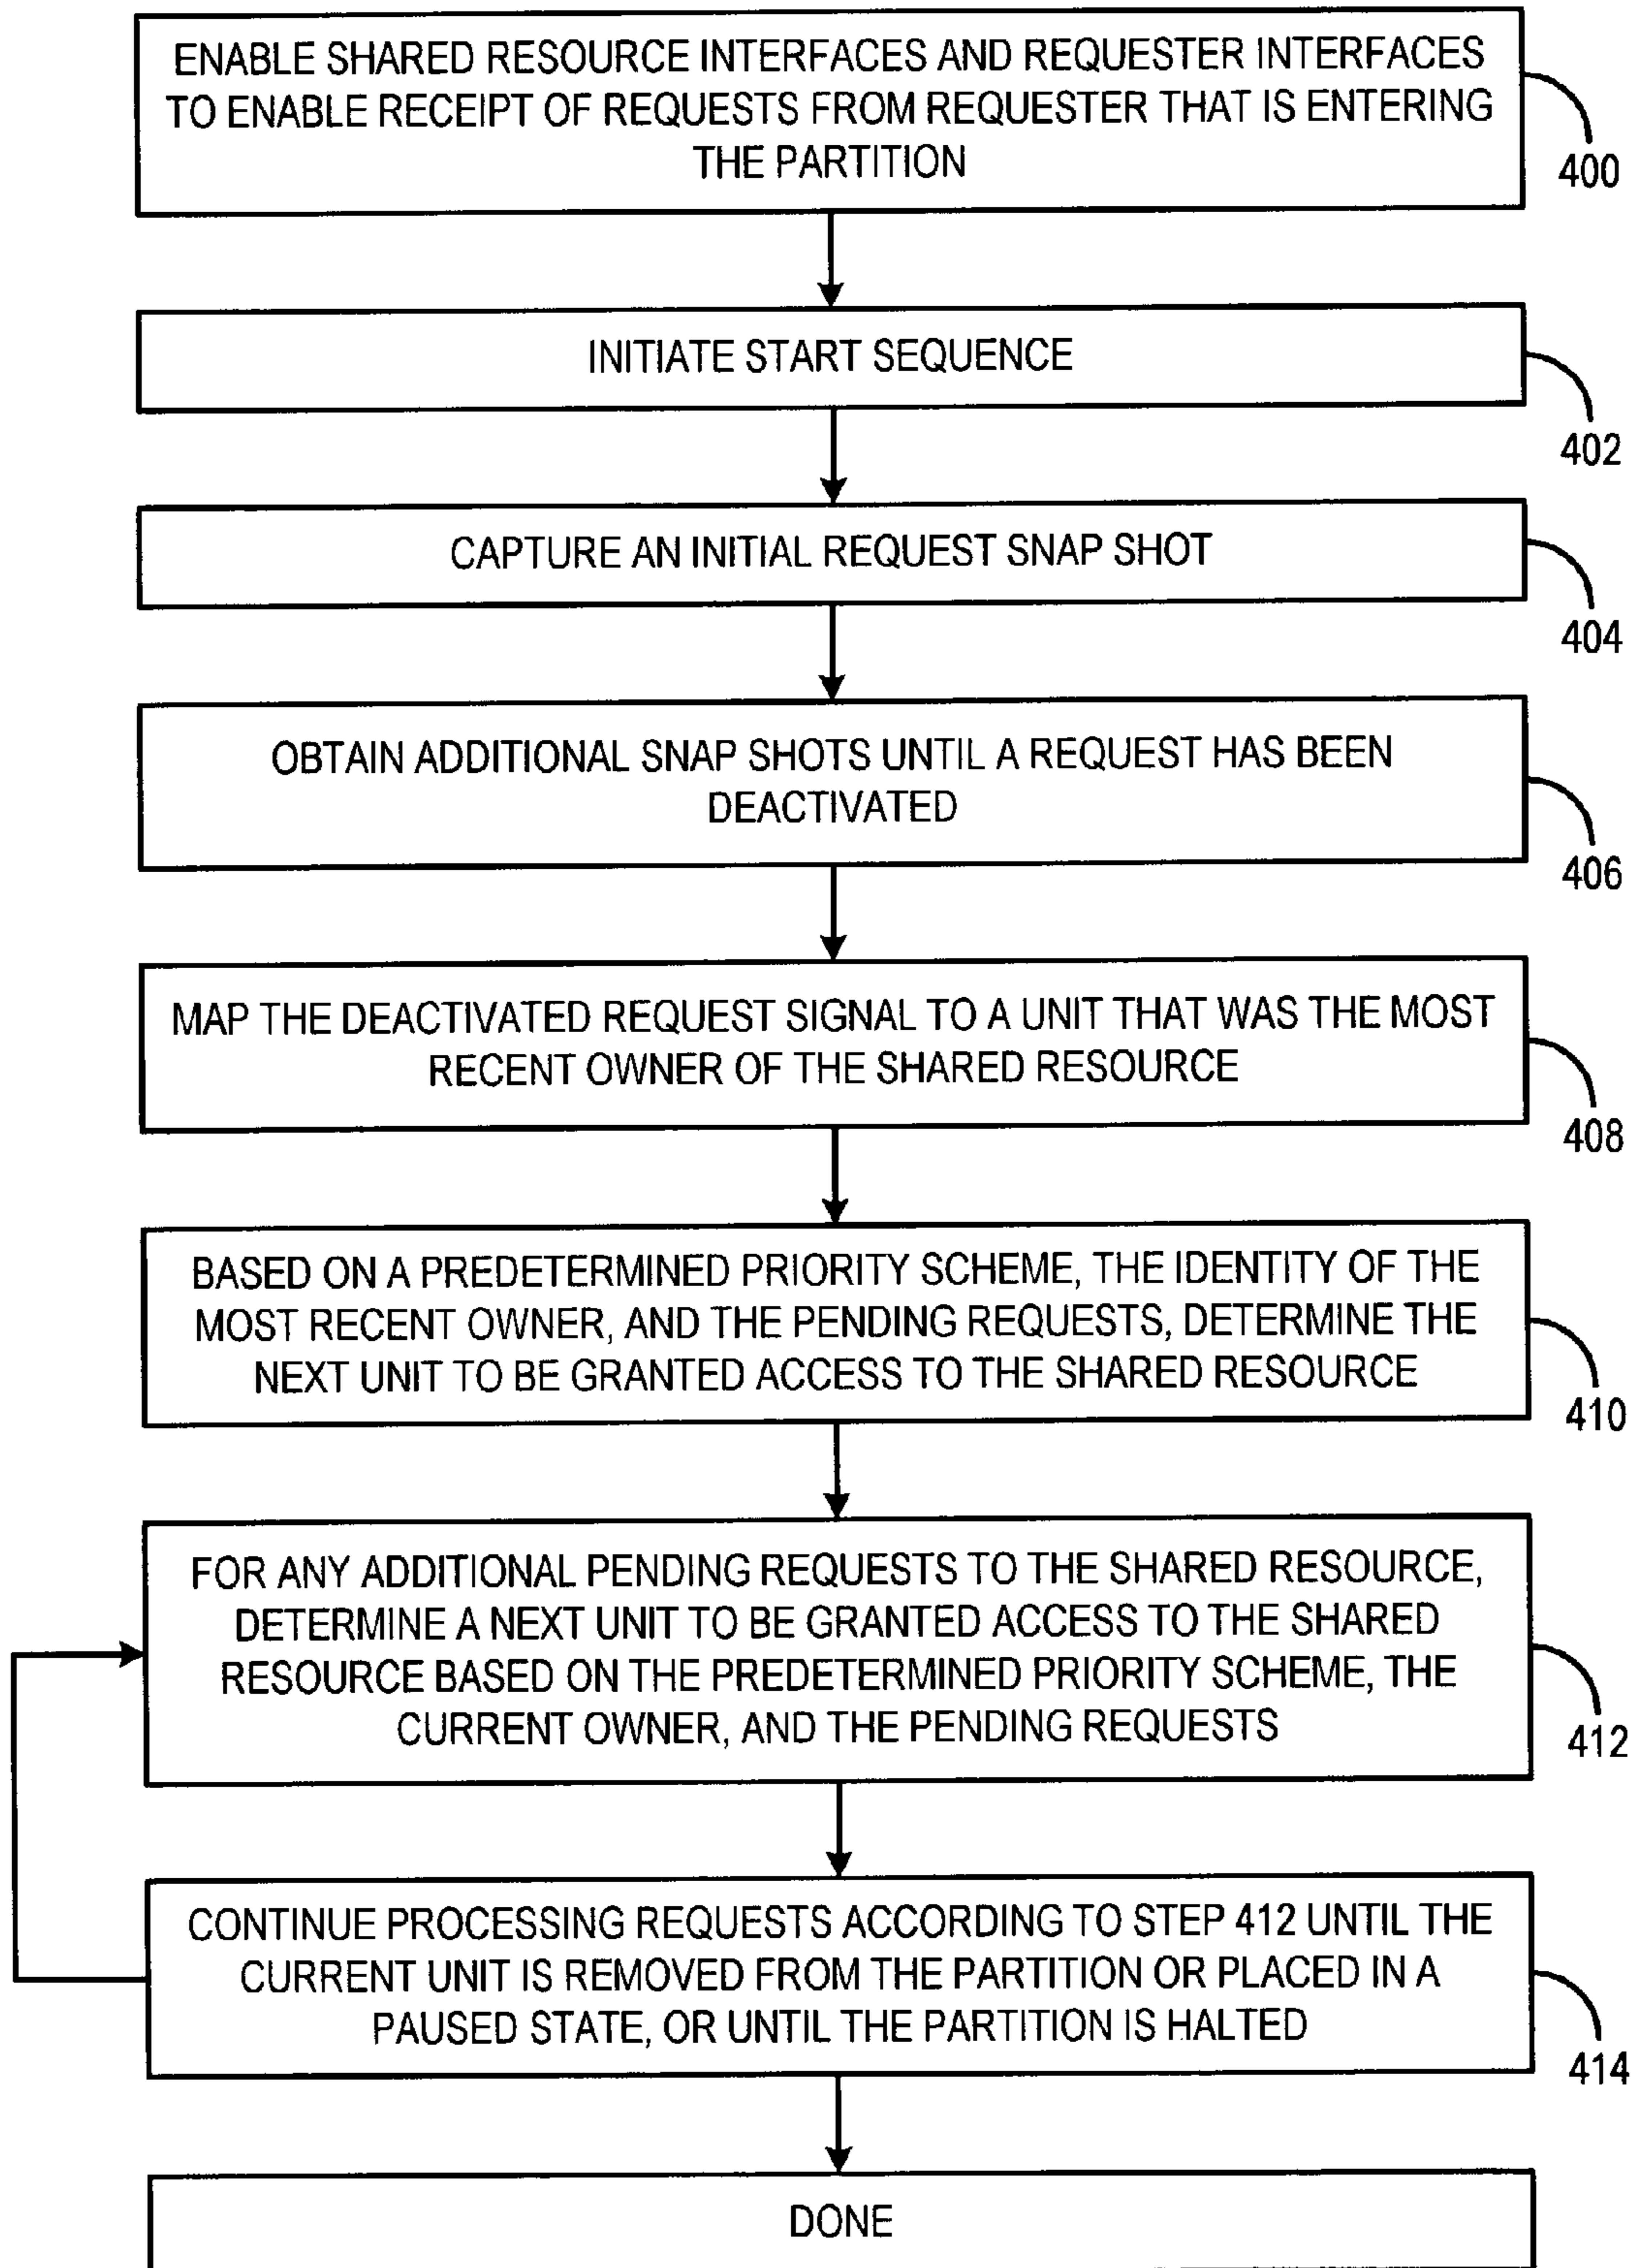 ENABLE SHARED RESOURCE INTERFACES AND REQUESTER INTERFACES
TO ENABLE RECEIPT OF REQUESTS FROM REQUESTER THAT IS ENTERING
THE PARTITION
400
INITIATE START SEQUENCE
402
CAPTURE AN INITIAL REQUEST SNAP SHOT
404
OBTAIN ADDITIONAL SNAP SHOTS UNTIL A REQUEST HAS BEEN
DEACTIVATED
406
MAP THE DEACTIVATED REQUEST SIGNAL TO A UNIT THAT WAS THE MOST
RECENT OWNER OF THE SHARED RESOURCE
408
BASED ON A PREDETERMINED PRIORITY SCHEME, THE IDENTITY OF THE
MOST RECENT OWNER, AND THE PENDING REQUESTS, DETERMINE THE
NEXT UNIT TO BE GRANTED ACCESS TO THE SHARED RESOURCE
410
FOR ANY ADDITIONAL PENDING REQUESTS TO THE SHARED RESOURCE,
DETERMINE A NEXT UNIT TO BE GRANTED ACCESS TO THE SHARED
RESOURCE BASED ON THE PREDETERMINED PRIORITY SCHEME, THE
CURRENT OWNER, AND THE PENDING REQUESTS
412
CONTINUE PROCESSING REQUESTS ACCORDING TO STEP 412 UNTIL THE
CURRENT UNIT IS REMOVED FROM THE PARTITION OR PLACED IN A
PAUSED STATE, OR UNTIL THE PARTITION IS HALTED
414
DONE